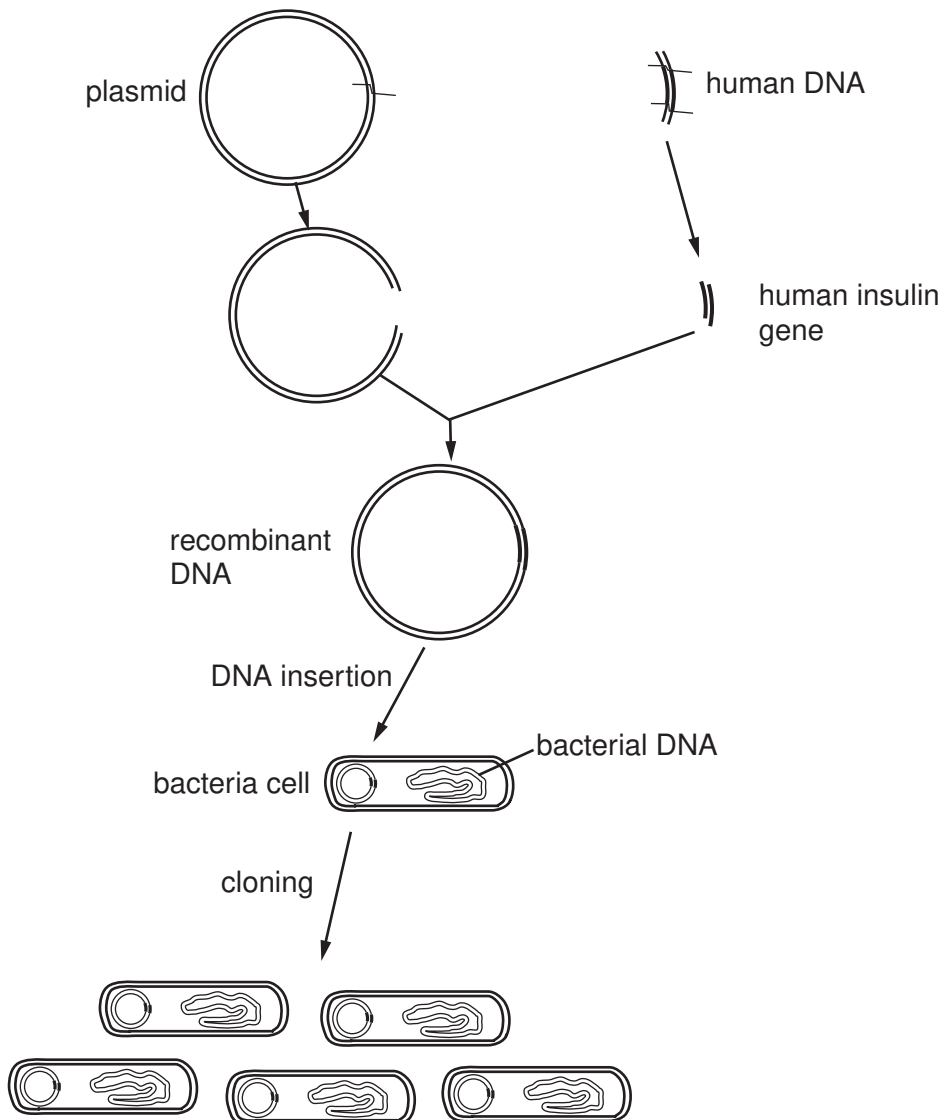 plasmid
human DNA
human insulin
gene
recombinant
DNA
DNA insertion
bacterial DNA
bacteria cell
cloning